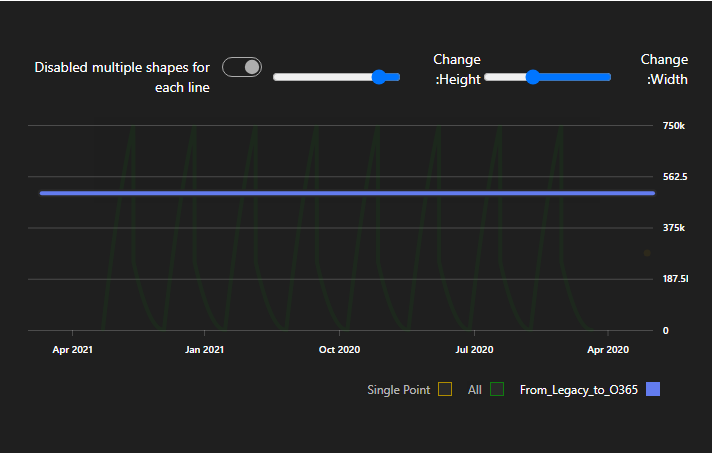 Disabled multiple shapes for
each line
Change
:Height
Change
:Width
750k
562.5
375k
187.5l
0
Apr 2021
Jan 2021
Oct 2020
Jul 2020
Apr 2020
Single Point
All
From_Legacy_to_O365